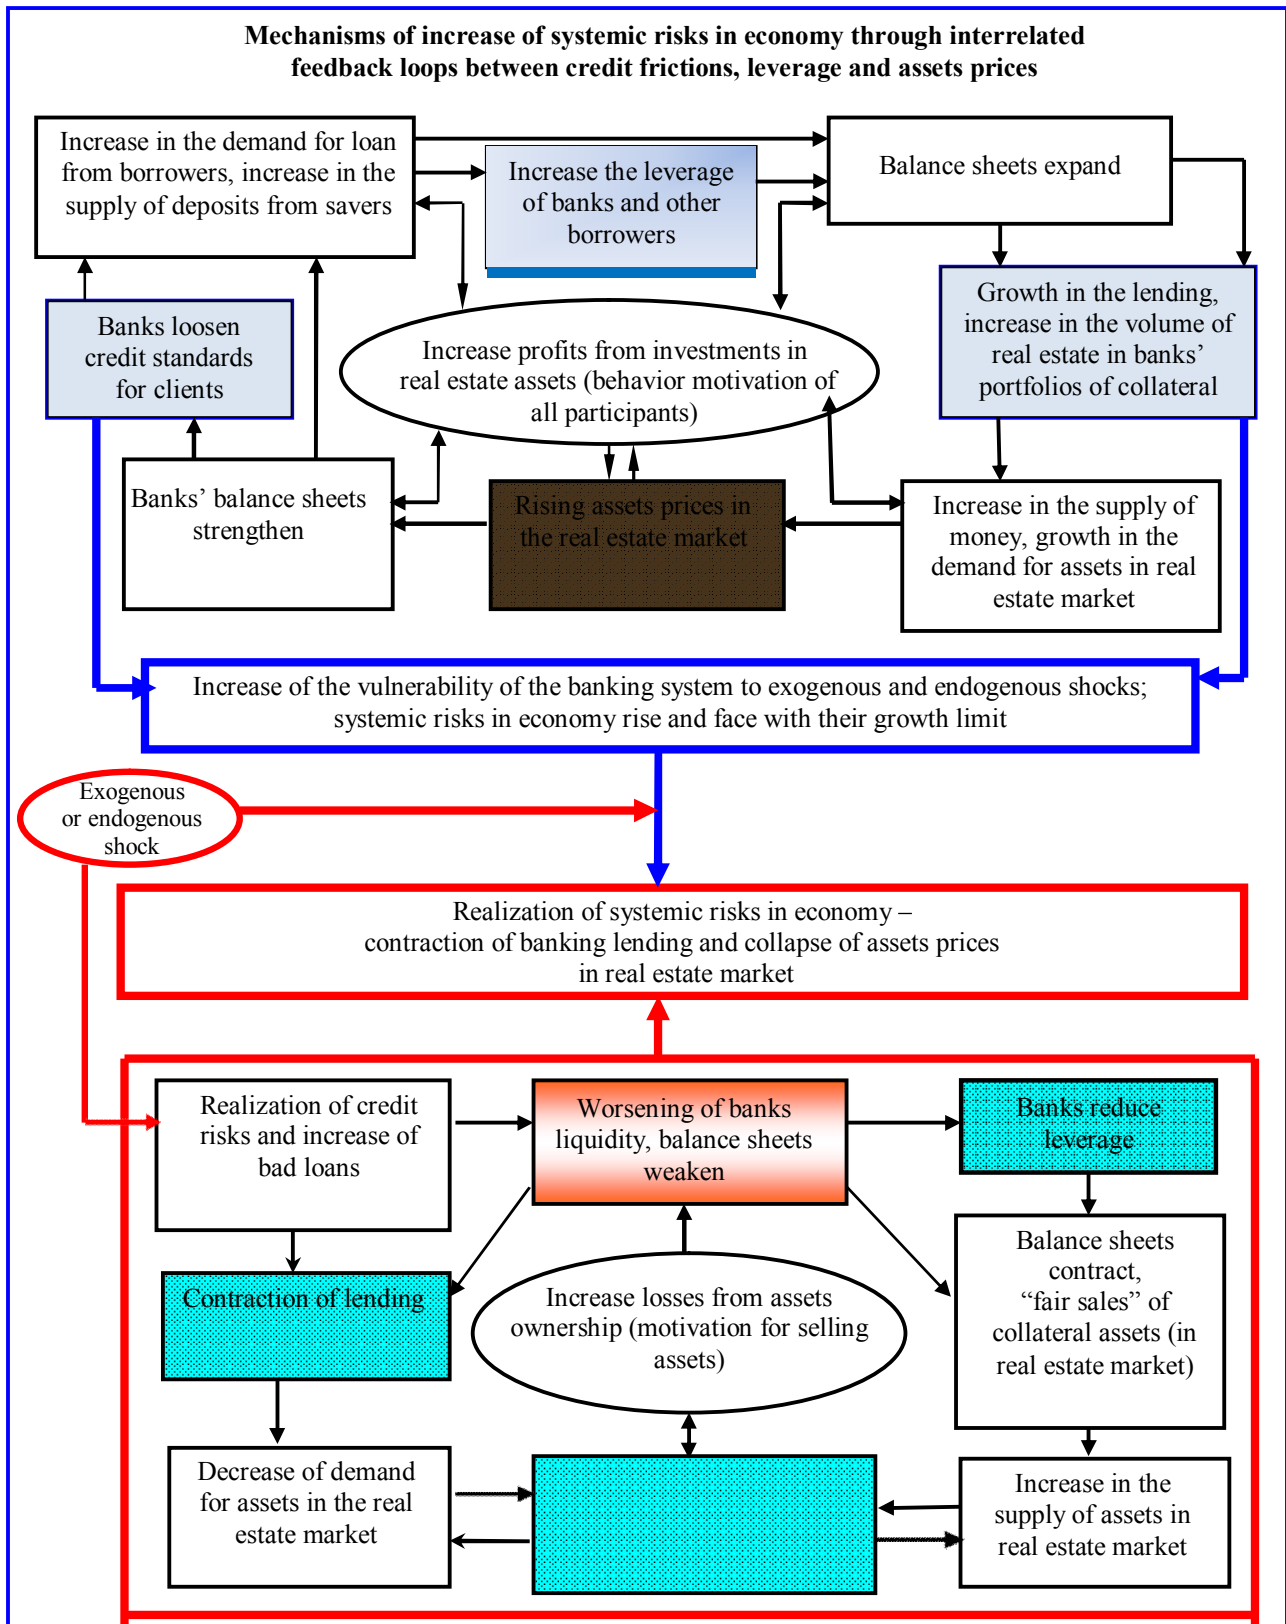 Mechanisms of increase of systemic risks in economy through interrelated
feedback loops between credit frictions, leverage and assets prices
Increase in the demand for loan
from borrowers, increase in the
supply of deposits from savers
Increase the leverage
of banks and other
borrowers
Balance sheets expand
Banks loosen
credit standards
for clients
Increase profits from investments in
real estate assets (behavior motivation of
all participants)
Growth in the lending,
increase in the volume of
real estate in banks’
portfolios of collateral
Banks’ balance sheets
strengthen
Rising assets prices in
the real estate market
Increase in the supply of
money, growth in the
demand for assets in real
estate market
Increase of the vulnerability of the banking system to exogenous and endogenous shocks;
systemic risks in economy rise and face with their growth limit
Exogenous
or endogenous
shock
Realization of systemic risks in economy –
contraction of banking lending and collapse of assets prices
in real estate market
Realization of credit
risks and increase of
bad loans
Worsening of banks
liquidity, balance sheets
weaken
Banks reduce
leverage
Contraction of lending
Increase losses from assets
ownership (motivation for selling
assets)
Balance sheets
contract,
“fair sales” of
collateral assets (in
real estate market)
Decrease of demand
for assets in the real
estate market
Increase in the
supply of assets in
real estate market